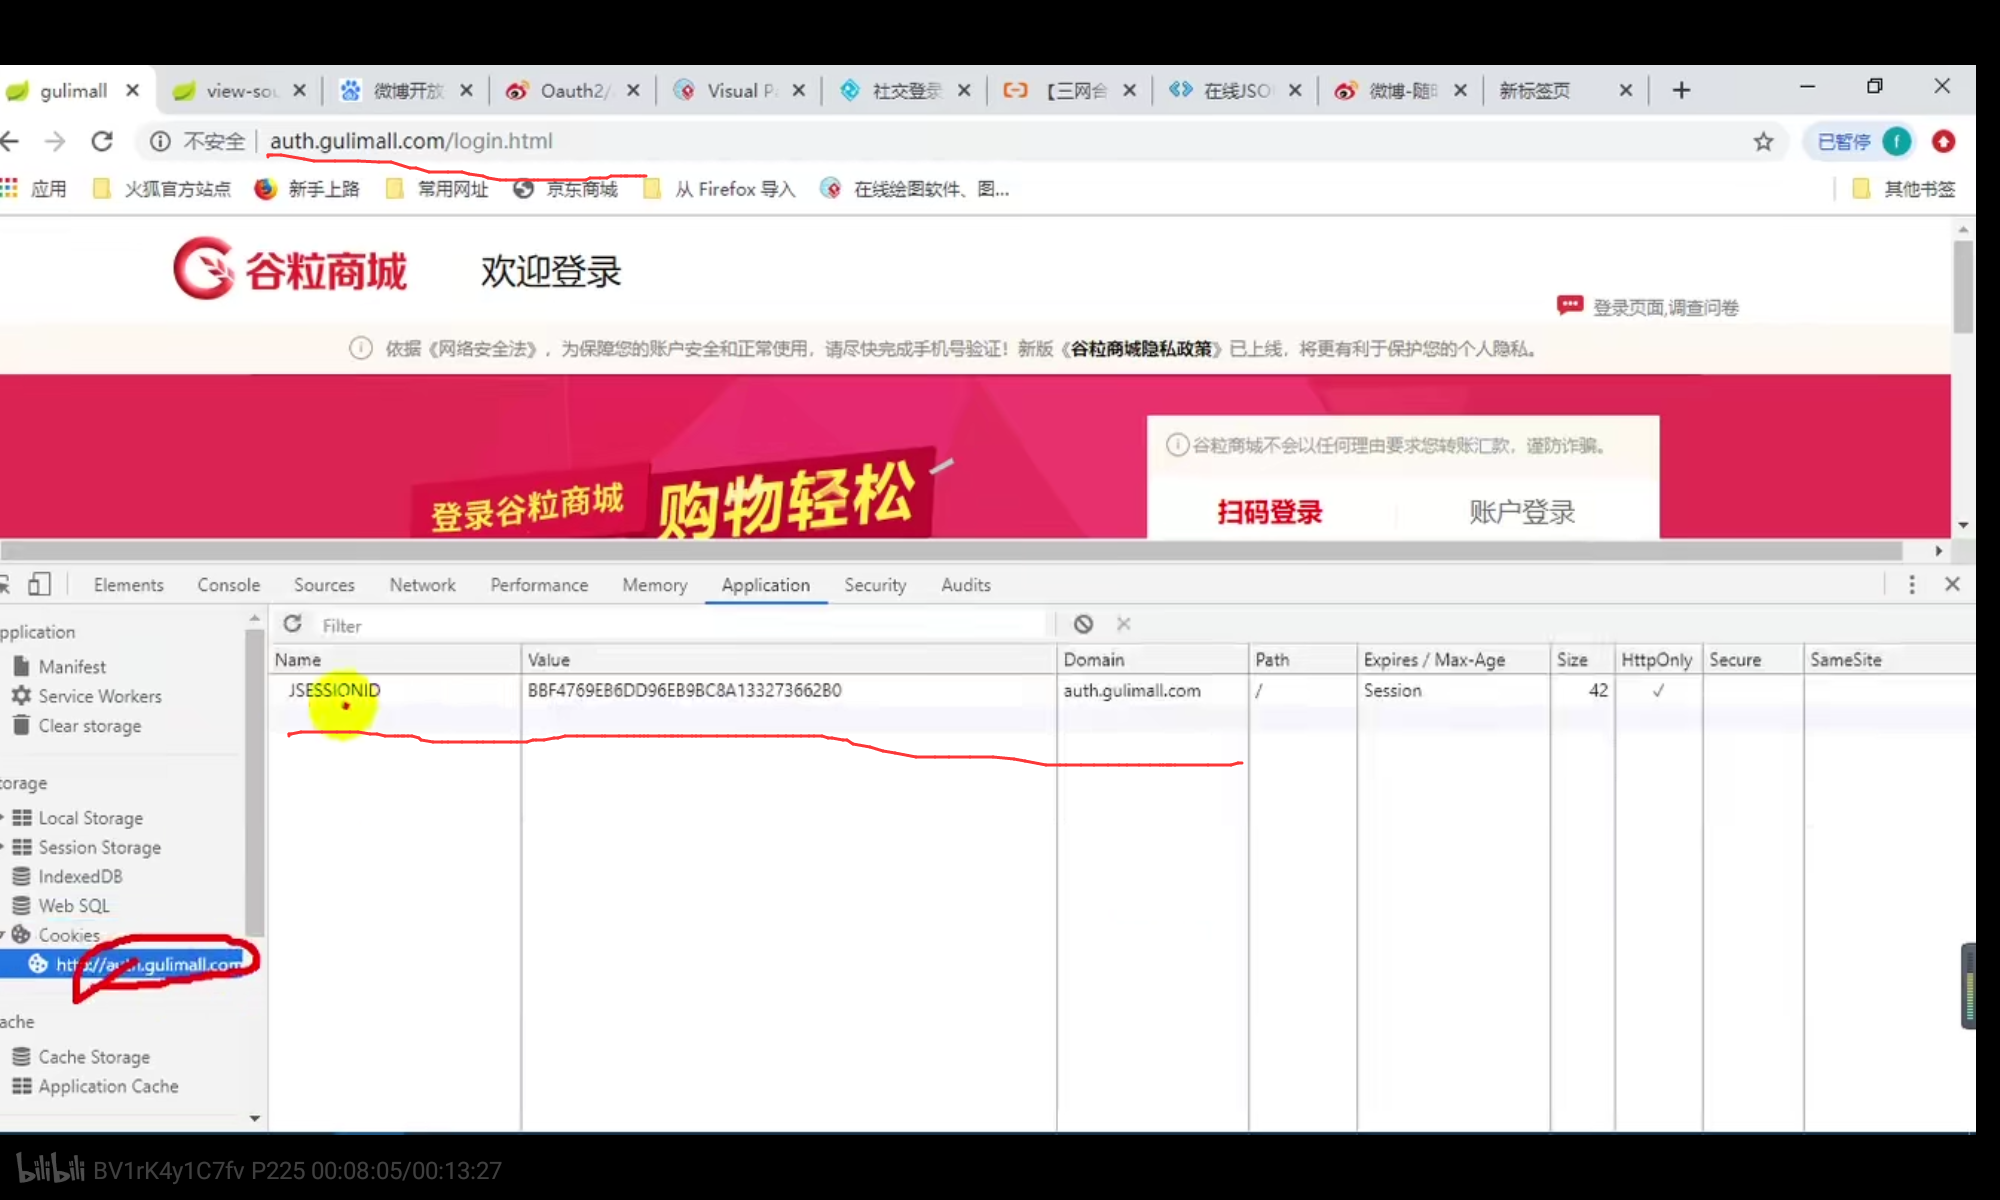 gulimall view-sou 微博开放 Oauth2/ Visual Pa 社交登录 【三网合 在线JSO 微博-随时 新标签页
不安全 auth.gulimall.com/login.html 已暂停 f
应用 火狐官方站点 新手上路 常用网址 京东商城 从 Firefox 导入 在线绘图软件、图... 其他书签
谷粒商城 欢迎登录
登录页面,调查问卷
依据《网络安全法》，为保障您的账户安全和正常使用，请尽快完成手机号验证！新版《谷粒商城隐私政策》已上线，将更有利于保护您的个人隐私。
谷粒商城不会以任何理由要求您转账汇款，谨防诈骗。
登录谷粒商城 购物轻松
扫码登录 账户登录
Elements Console Sources Network Performance Memory Application Security Audits
pplication
Filter
Name Value Domain Path Expires / Max-Age Size HttpOnly Secure SameSite
JSESSIONID BBF4769EB6DD96EB9BC8A133273662B0 auth.gulimall.com / Session 42 ✓
Manifest
Service Workers
Clear storage
torage
Local Storage
Session Storage
IndexedDB
Web SQL
Cookies
http://auth.gulimall.com
ache
Cache Storage
Application Cache
bilibili BV1rK4y1C7fv P225 00:08:05/00:13:27